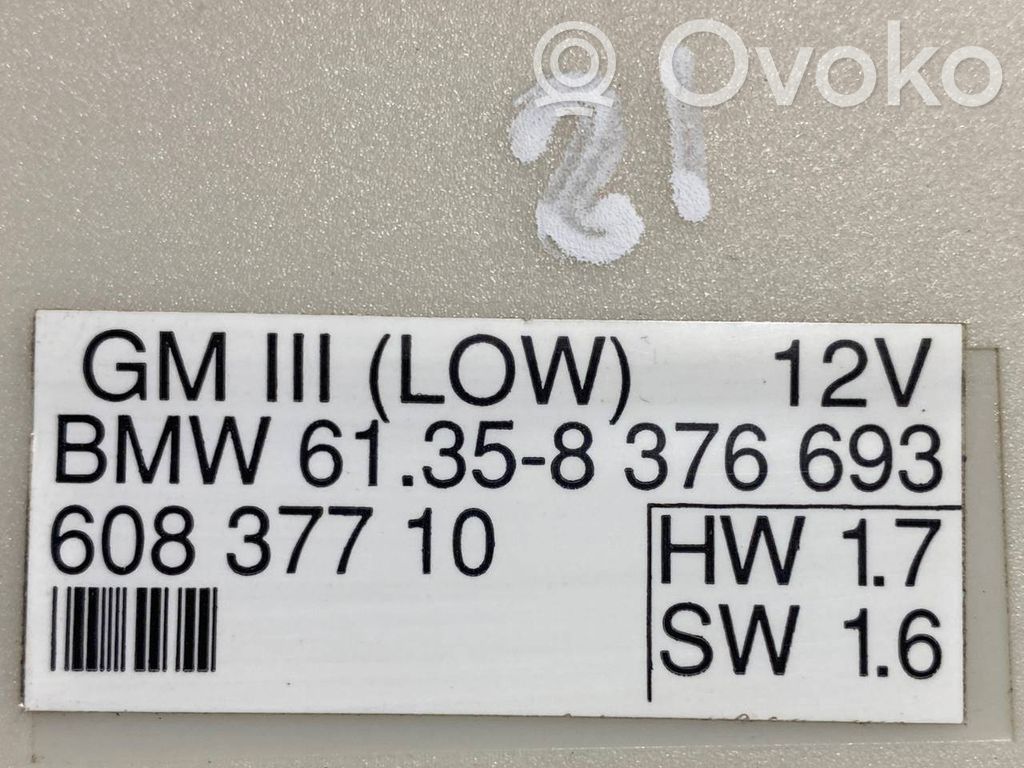 Ovoko
21
GM III (LOW) 12V
BMW 61.35-8 376 693
608 377 10
HW 1.7
SW 1.6